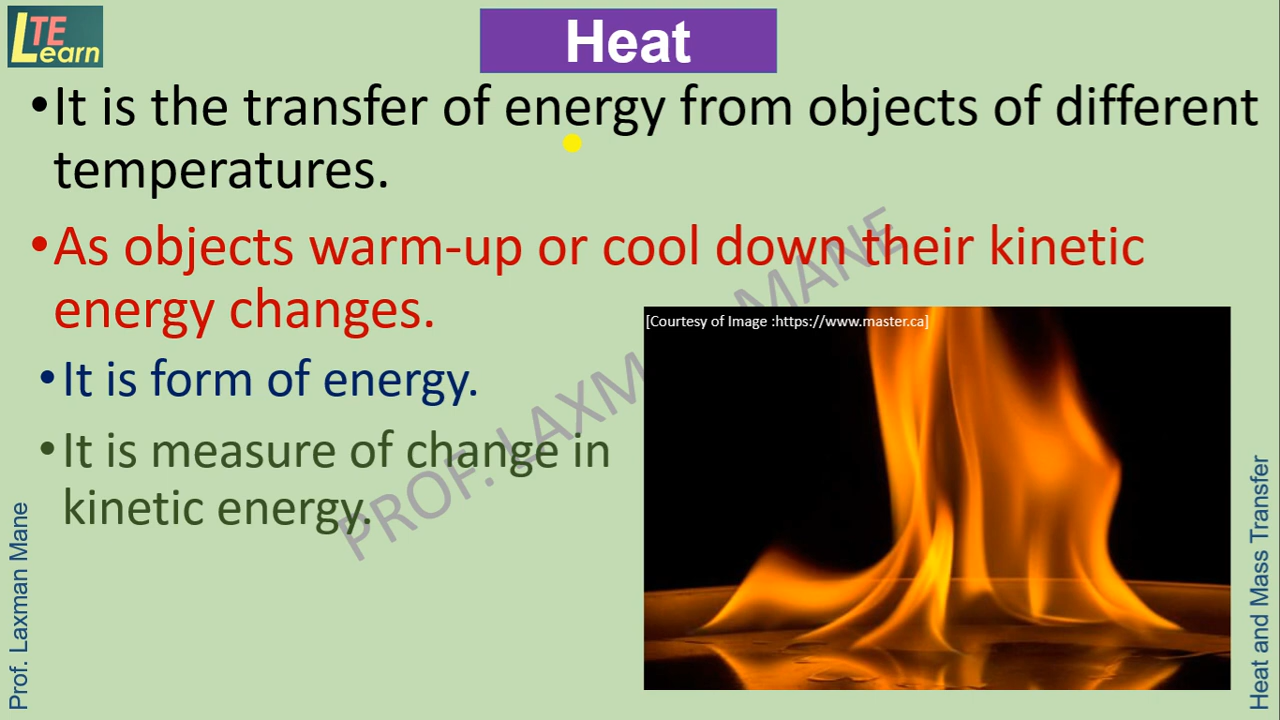 LTE Learn
Heat
•It is the transfer of energy from objects of different
temperatures.
•As objects warm-up or cool down their kinetic
energy changes.
•It is form of energy.
•It is measure of change in
kinetic energy.
[Courtesy of Image :https://www.master.ca]
PROF. LAXM MANE
Prof. Laxman Mane
Heat and Mass Transfer